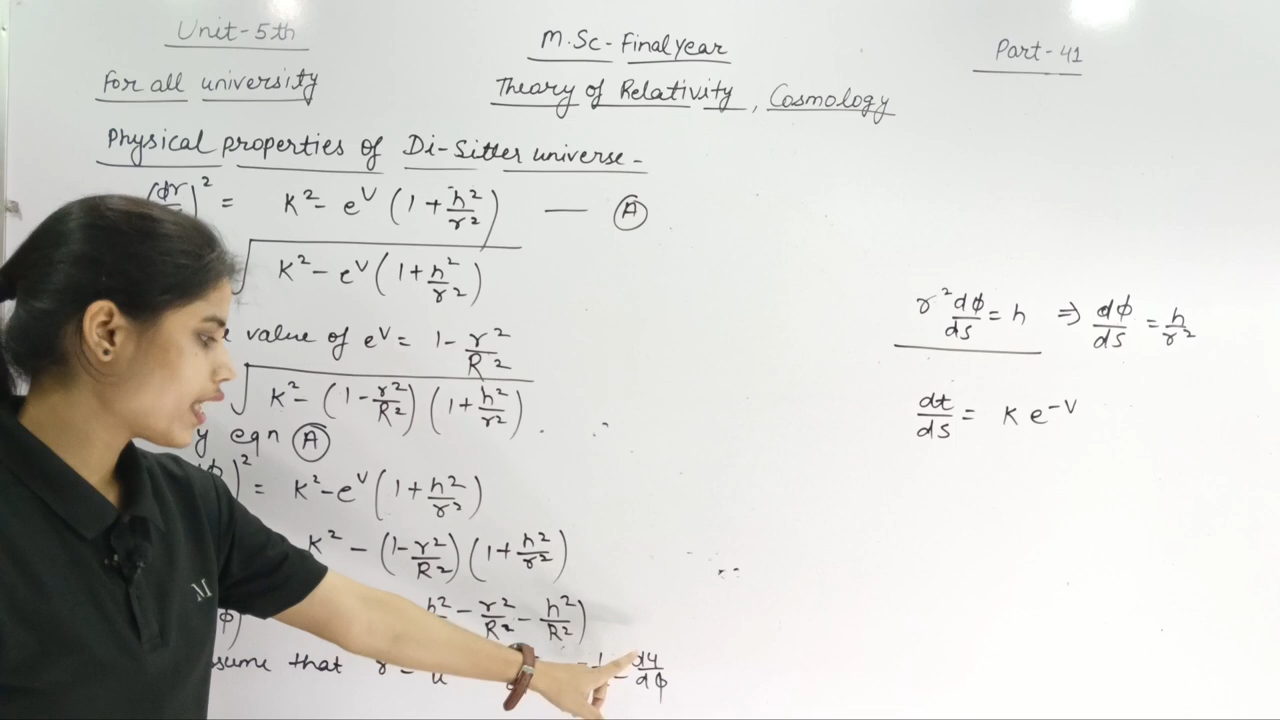 Unit-5th
M.Sc-Final year
Part-41
For all university
Theory of Relativity, Cosmology
Physical properties of Di-Sitter universe-
)² = K² - e^ν (1 + h²/r²) — (A)
√(K² - e^ν (1 + h²/r²))
value of e^ν = 1 - r²/R²
√(K² - (1 - r²/R²) (1 + h²/r²)).
y eqn (A)
)² = K² - e^ν (1 + h²/r²)
K² - (1 - r²/R²) (1 + h²/r²)
- r²/R² - h²/R²)
sume that r =
du/dφ
r² dφ/ds = h ⇒ dφ/ds = h/r²
dt/ds = K e^-ν
M